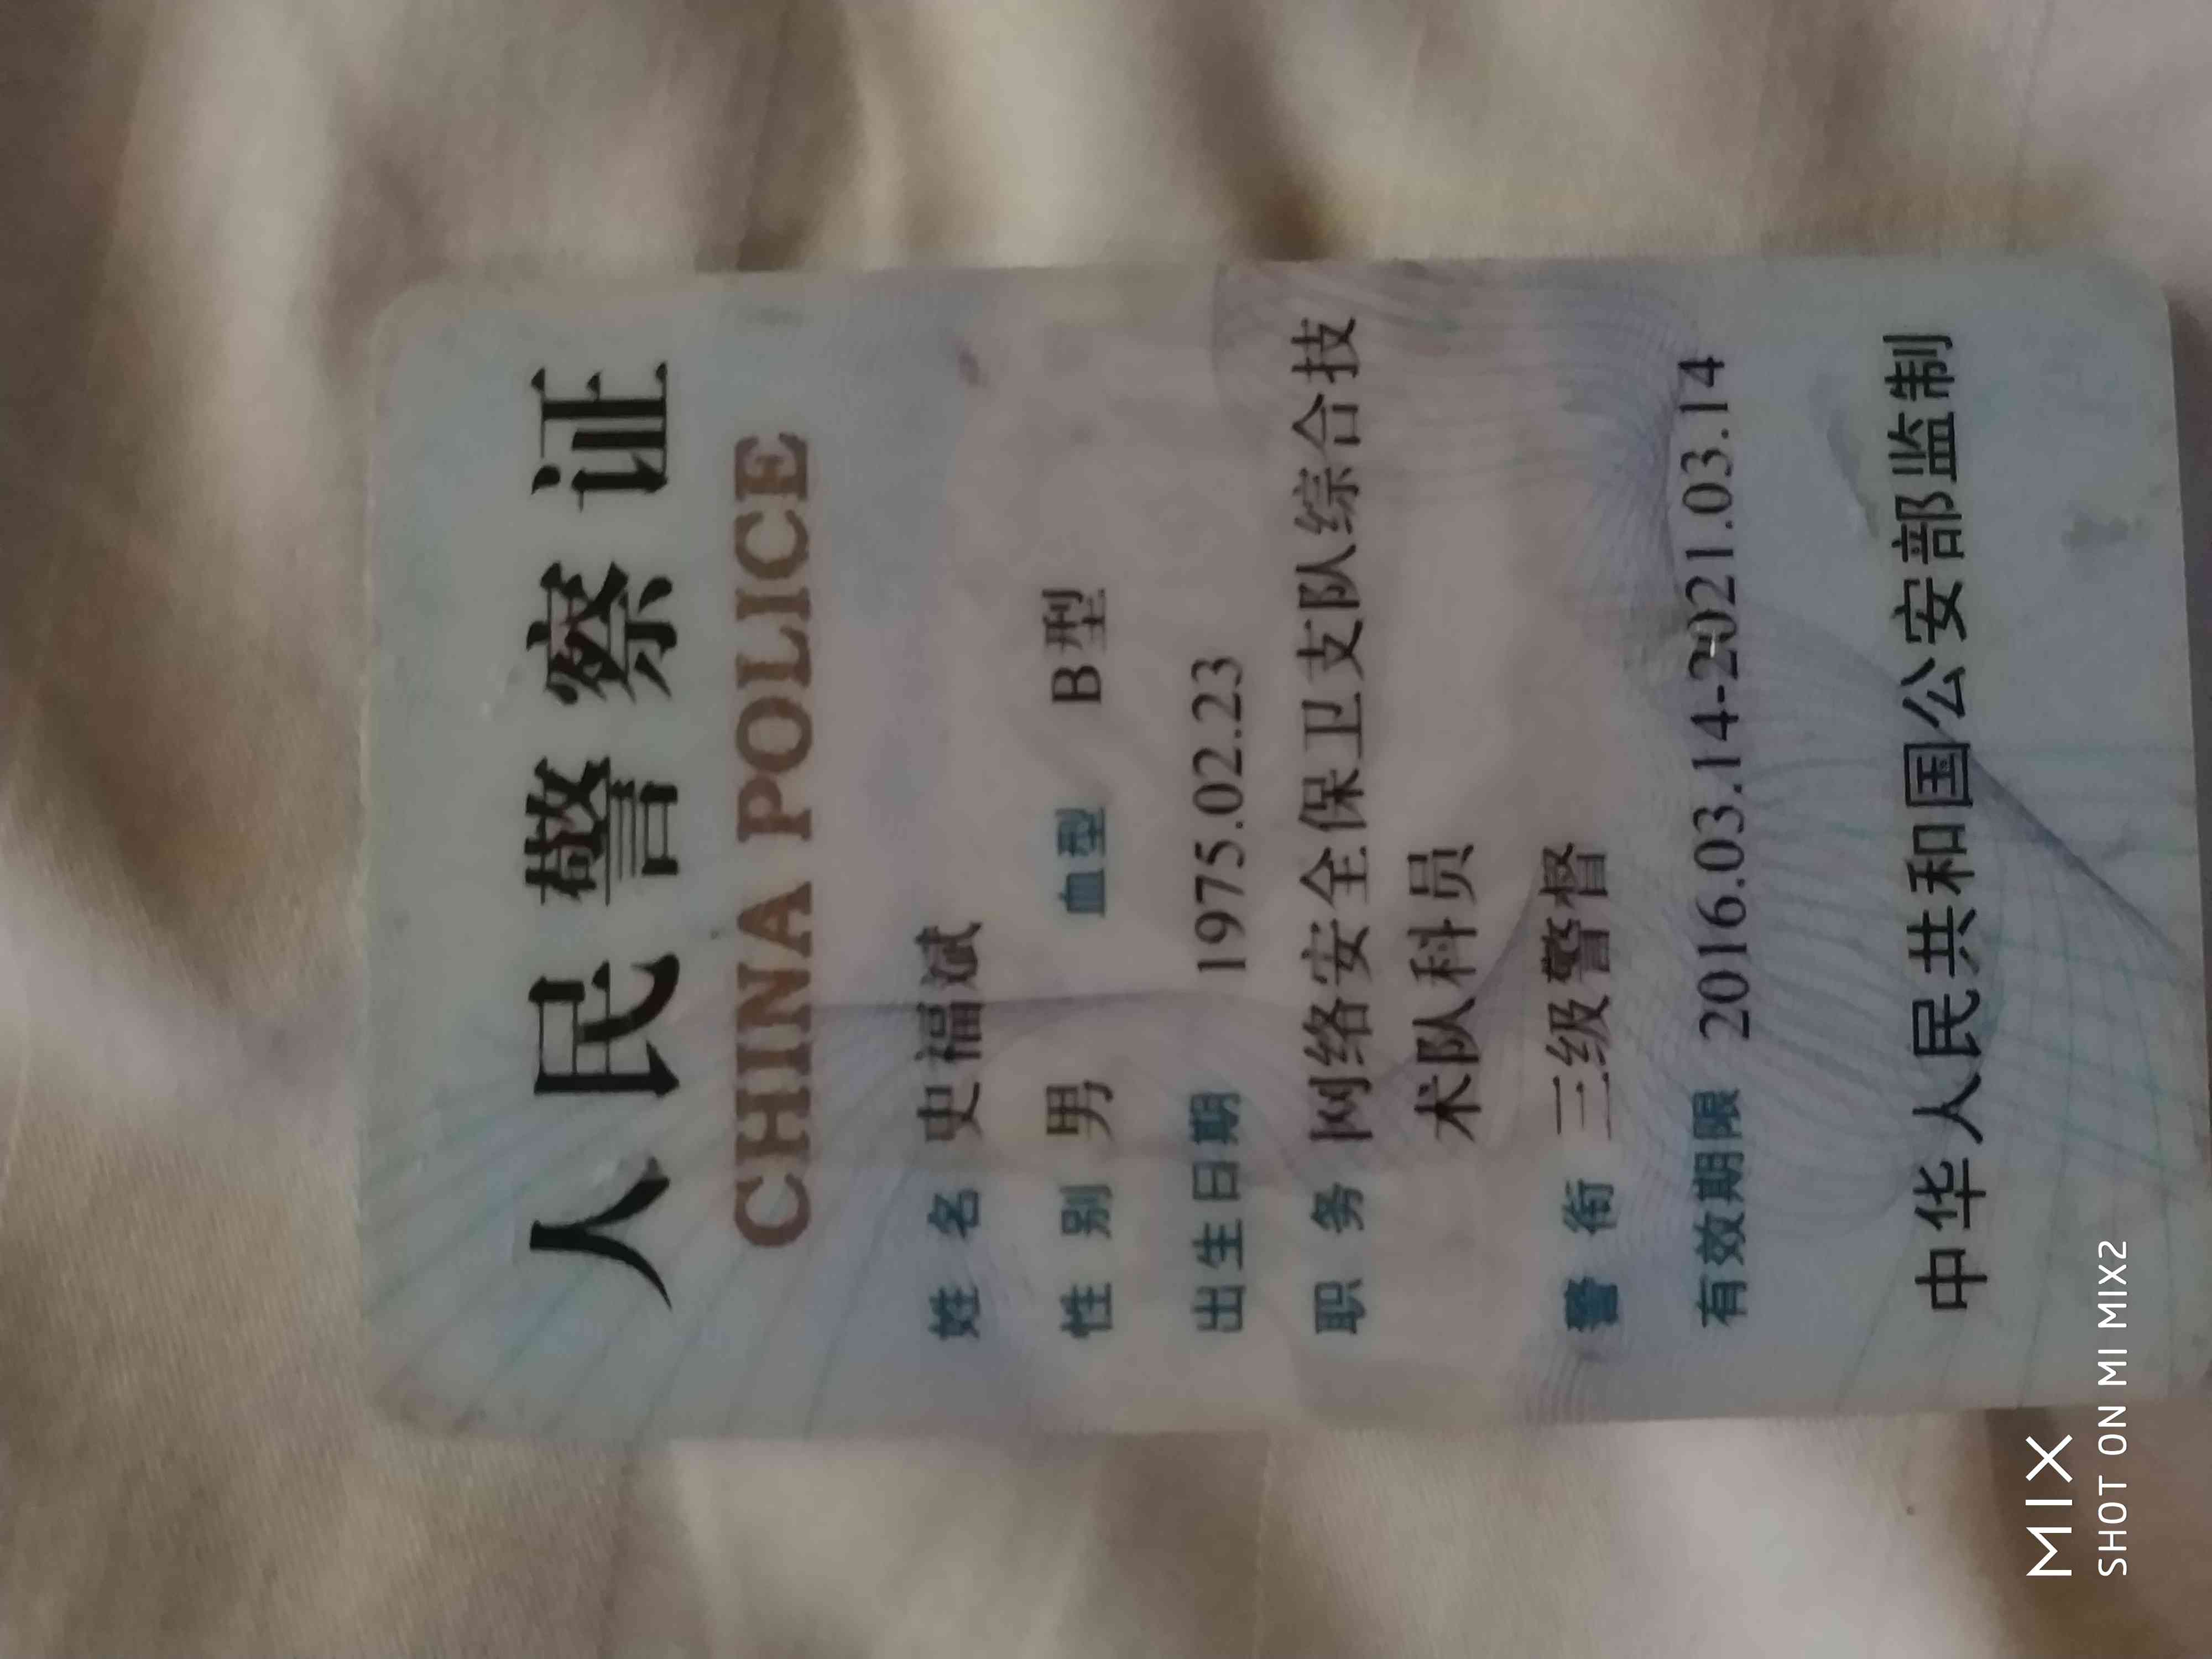 人民警察证
CHINA POLICE
姓 名 史福斌
性 别 男 血型 B型
出生日期 1975.02.23
职 务 网络安全保卫支队综合技
术队科员
警 衔 三级警督
有效期限 2016.03.14-2021.03.14
中华人民共和国公安部监制
MIX
SHOT ON MI MIX2